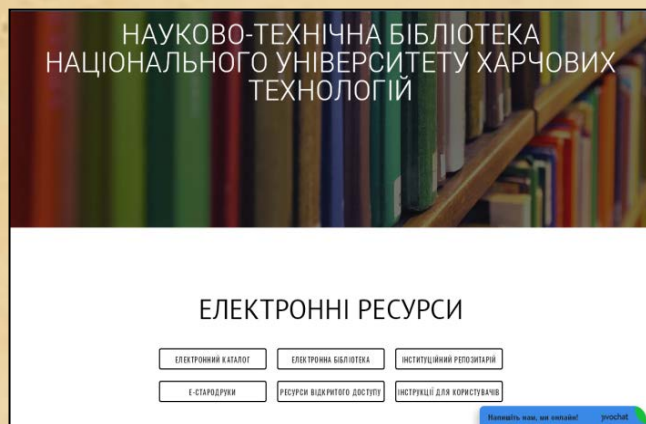 НАУКОВО-ТЕХНІЧНА БІБЛІОТЕКА
НАЦІОНАЛЬНОГО УНІВЕРСИТЕТУ ХАРЧОВИХ
ТЕХНОЛОГІЙ
ЕЛЕКТРОННІ РЕСУРСИ
ЕЛЕКТРОННИЙ КАТАЛОГ
ЕЛЕКТРОННА БІБЛІОТЕКА
ІНСТИТУЦІЙНИЙ РЕПОЗИТАРІЙ
Е-СТАРОДРУКИ
РЕСУРСИ ВІДКРИТОГО ДОСТУПУ
ІНСТРУКЦІЇ ДЛЯ КОРИСТУВАЧІВ
Напишіть нам, ми онлайн!
jivochat